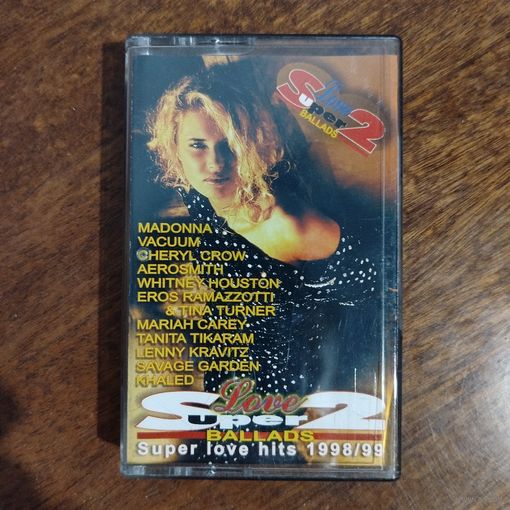 Love
Super 2
BALLADS
MADONNA
VACUUM
CHERYL CROW
AEROSMITH
WHITNEY HOUSTON
EROS RAMAZZOTTI
& TINA TURNER
MARIAH CAREY
TANITA TIKARAM
LENNY KRAVITZ
SAVAGE GARDEN
KHALED
Love
Super 2
BALLADS
Super love hits 1998/99